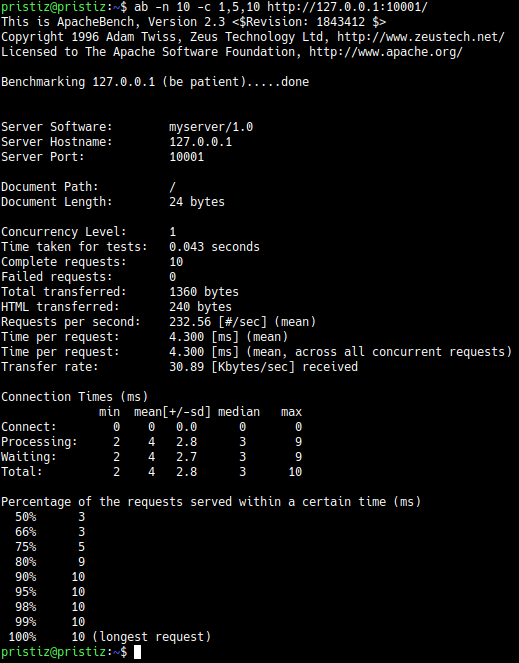 pristiz@pristiz:~$ ab -n 10 -c 1,5,10 http://127.0.0.1:10001/
This is ApacheBench, Version 2.3 <$Revision: 1843412 $>
Copyright 1996 Adam Twiss, Zeus Technology Ltd, http://www.zeustech.net/
Licensed to The Apache Software Foundation, http://www.apache.org/

Benchmarking 127.0.0.1 (be patient).....done


Server Software:        myserver/1.0
Server Hostname:        127.0.0.1
Server Port:            10001

Document Path:          /
Document Length:        24 bytes

Concurrency Level:      1
Time taken for tests:   0.043 seconds
Complete requests:      10
Failed requests:        0
Total transferred:      1360 bytes
HTML transferred:       240 bytes
Requests per second:    232.56 [#/sec] (mean)
Time per request:       4.300 [ms] (mean)
Time per request:       4.300 [ms] (mean, across all concurrent requests)
Transfer rate:          30.89 [Kbytes/sec] received

Connection Times (ms)
              min  mean[+/-sd] median   max
Connect:        0    0   0.0      0       0
Processing:     2    4   2.8      3       9
Waiting:        2    4   2.7      3       9
Total:          2    4   2.8      3      10

Percentage of the requests served within a certain time (ms)
  50%      3
  66%      3
  75%      5
  80%      9
  90%     10
  95%     10
  98%     10
  99%     10
 100%     10 (longest request)
pristiz@pristiz:~$